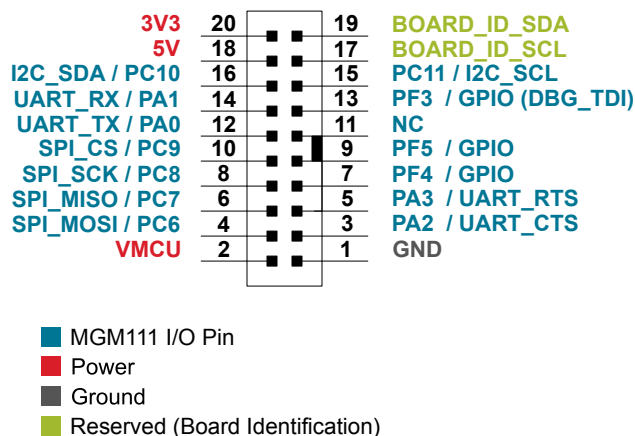 3V3 20 19 BOARD_ID_SDA
5V 18 17 BOARD_ID_SCL
I2C_SDA / PC10 16 15 PC11 / I2C_SCL
UART_RX / PA1 14 13 PF3 / GPIO (DBG_TDI)
UART_TX / PA0 12 11 NC
SPI_CS / PC9 10 9 PF5 / GPIO
SPI_SCK / PC8 8 7 PF4 / GPIO
SPI_MISO / PC7 6 5 PA3 / UART_RTS
SPI_MOSI / PC6 4 3 PA2 / UART_CTS
VMCU 2 1 GND
MGM111 I/O Pin
Power
Ground
Reserved (Board Identification)